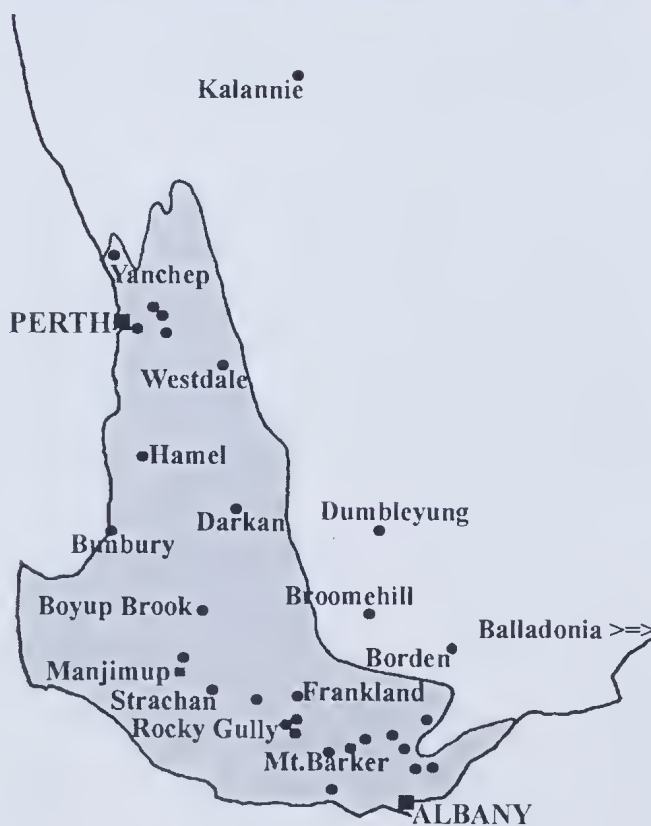 Kalannie
Yanchep
PERTH
Westdale
Hamel
Darkan
Dumbleyung
Bunbury
Boyup Brook
Broomehill
Balladonia >=>
Borden
Manjimup
Strachan
Frankland
Rocky Gully
Mt.Barker
ALBANY